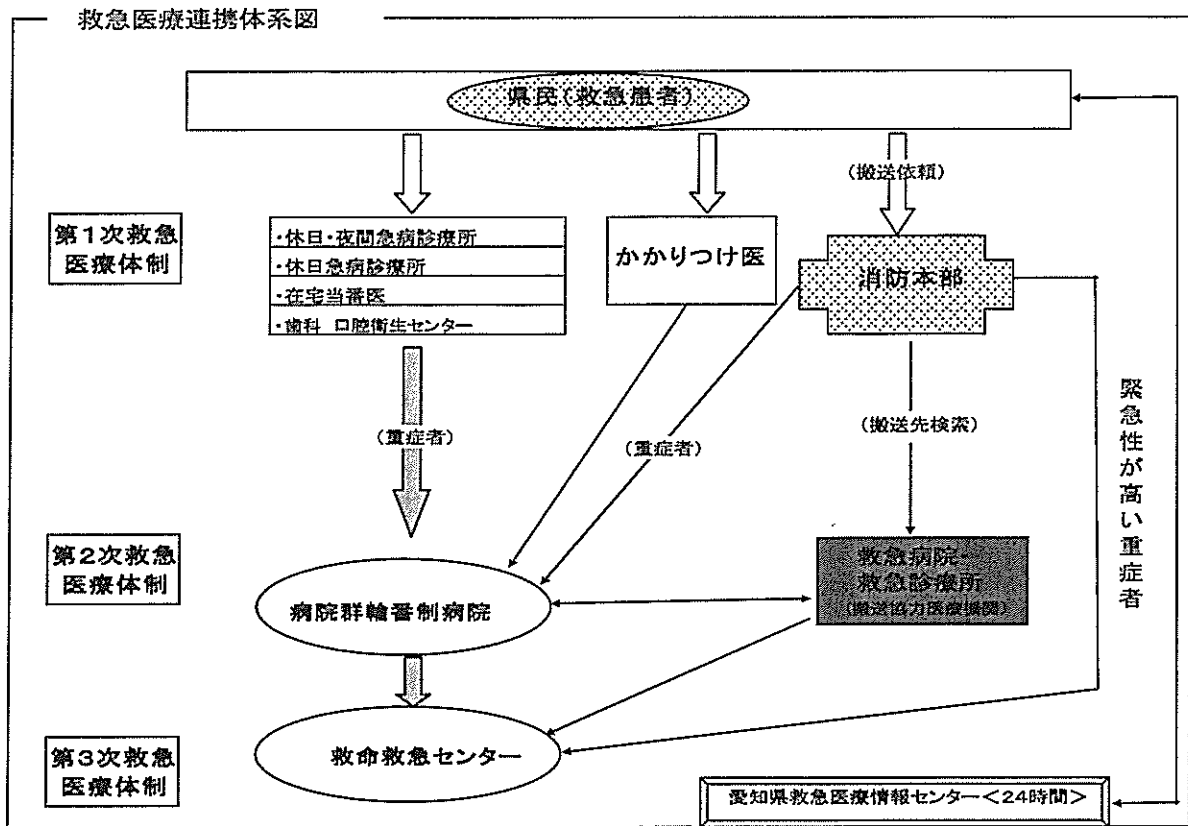 救急医療連携体系図
県民(救急患者)
(搬送依頼)
第1次救急
医療体制
・休日・夜間急病診療所
・休日急病診療所
・在宅当番医
・歯科 口腔衛生センター
かかりつけ医
消防本部
(重症者)
(重症者)
(搬送先検索)
緊急性が高い重症者
第2次救急
医療体制
病院群輪番制病院
救急病院・
救急診療所
(搬送協力医療機関)
第3次救急
医療体制
救命救急センター
愛知県救急医療情報センター<24時間>